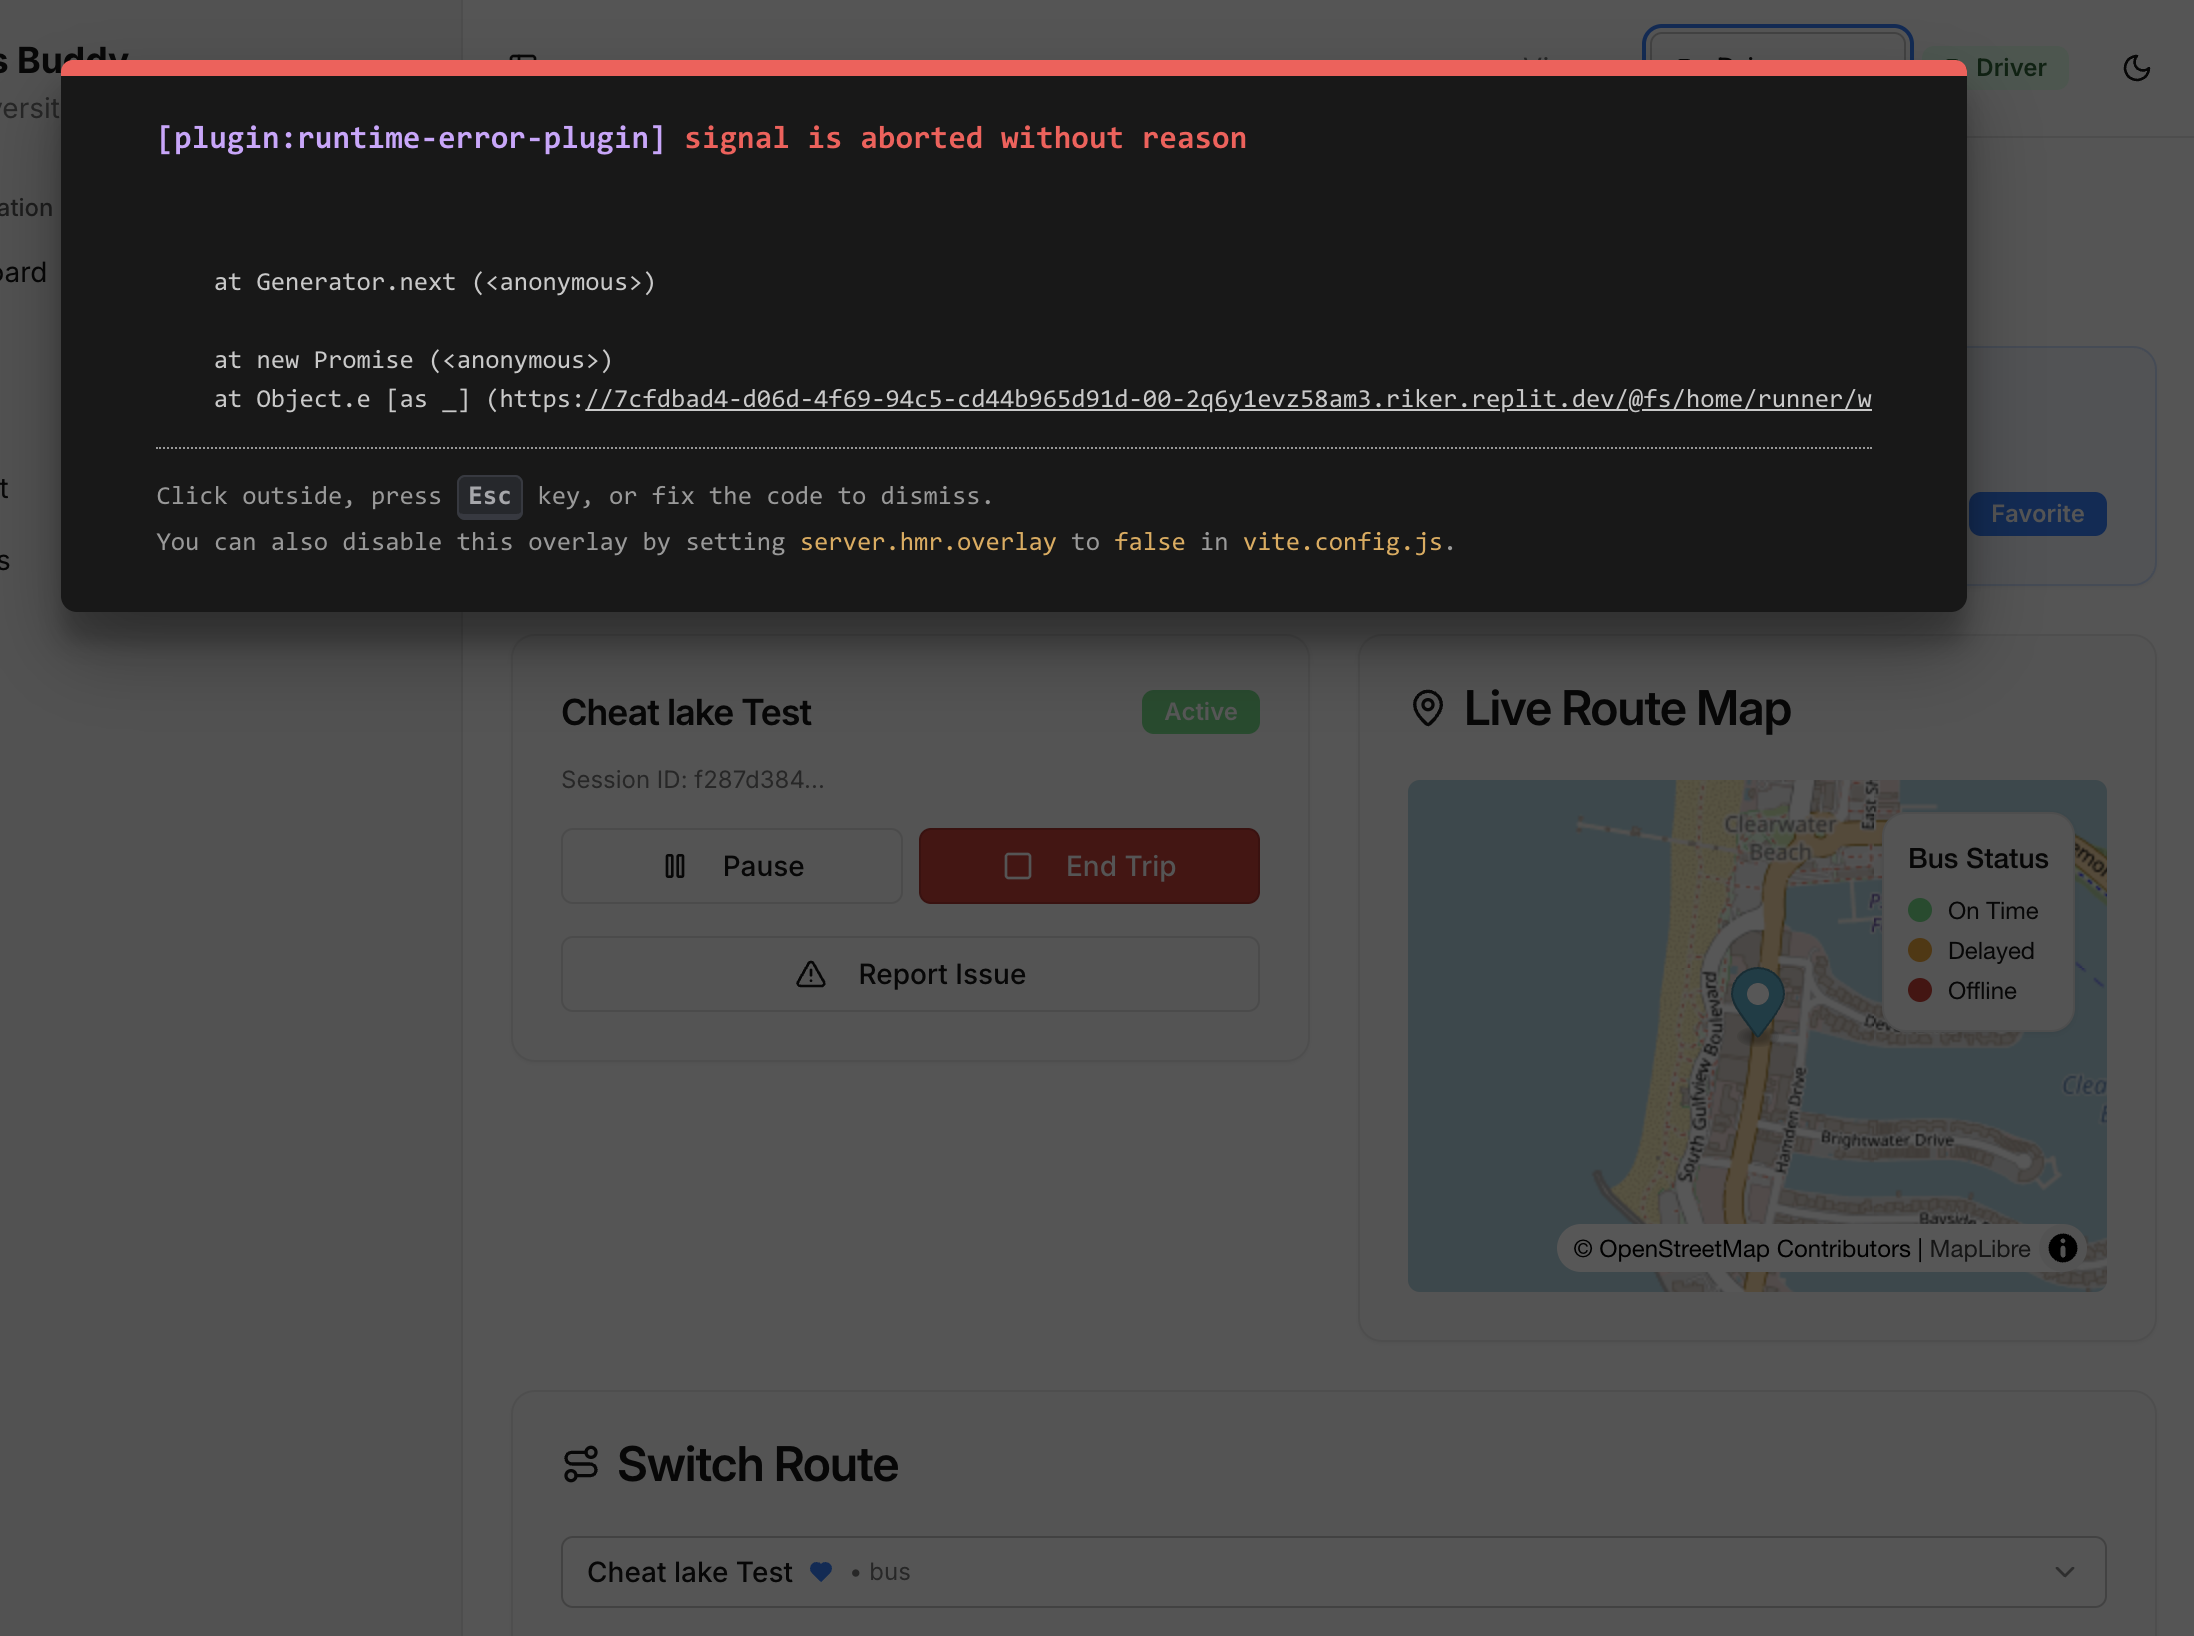 s Buddy
Driver
versit
[plugin:runtime-error-plugin] signal is aborted without reason
ation
oard
at Generator.next (<anonymous>)
at new Promise (<anonymous>)
at Object.e [as _] (https://7cfdbad4-d06d-4f69-94c5-cd44b965d91d-00-2q6y1evz58am3.riker.replit.dev/@fs/home/runner/w
t
s
Click outside, press Esc key, or fix the code to dismiss.
You can also disable this overlay by setting server.hmr.overlay to false in vite.config.js.
Favorite
Cheat lake Test
Active
Session ID: f287d384...
Pause
End Trip
Report Issue
Live Route Map
Clearwater
Beach
East S
Bus Status
On Time
Delayed
Offline
South Gulfview Boulevard
Hamden Drive
Brightwater Drive
Bayside
Clea
© OpenStreetMap Contributors | MapLibre
Switch Route
Cheat lake Test • bus